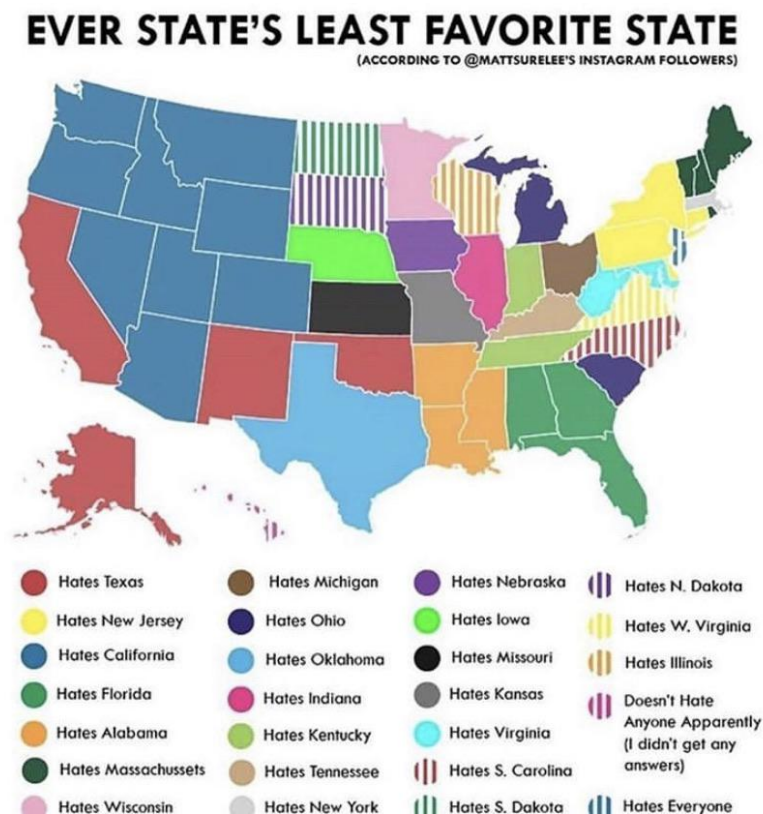 EVER STATE'S LEAST FAVORITE STATE
(ACCORDING TO @MATTSURELEE'S INSTAGRAM FOLLOWERS)
Hates Texas
Hates New Jersey
Hates California
Hates Florida
Hates Alabama
Hates Massachussets
Hates Wisconsin
Hates Michigan
Hates Ohio
Hates Oklahoma
Hates Indiana
Hates Kentucky
Hates Tennessee
Hates New York
Hates Nebraska
Hates Iowa
Hates Missouri
Hates Kansas
Hates Virginia
Hates S. Carolina
Hates S. Dakota
Hates N. Dakota
Hates W. Virginia
Hates Illinois
Doesn't Hate
Anyone Apparently
(I didn't get any
answers)
Hates Everyone